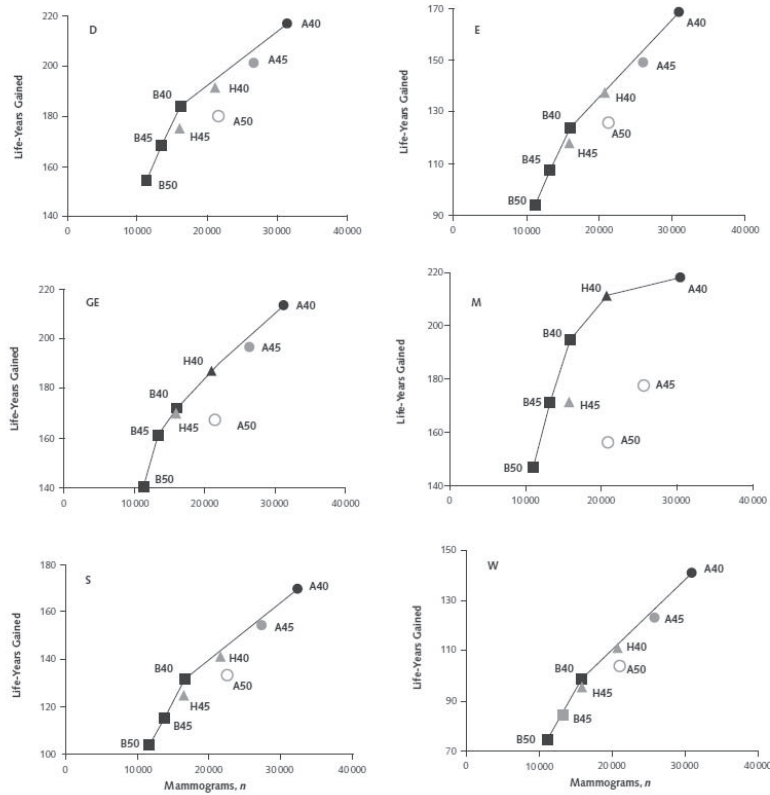 D
Life-Years Gained
220
200
180
160
140
0
10 000
20 000
30 000
40 000
A40
A45
B40
H40
A50
B45
H45
B50
E
Life-Years Gained
170
150
130
110
90
0
10 000
20 000
30 000
40 000
A40
A45
H40
B40
A50
H45
B45
B50
GE
Life-Years Gained
220
200
180
160
140
0
10 000
20 000
30 000
40 000
A40
A45
H40
B40
H45
A50
B45
B50
M
Life-Years Gained
220
200
180
160
140
0
10 000
20 000
30 000
40 000
H40
A40
B40
A45
B45
H45
A50
B50
S
Life-Years Gained
180
160
140
120
100
0
10 000
20 000
30 000
40 000
Mammograms, n
A40
A45
B40
H40
A50
H45
B45
B50
W
Life-Years Gained
150
130
110
90
70
0
10 000
20 000
30 000
40 000
Mammograms, n
A40
A45
H40
B40
A50
H45
B45
B50